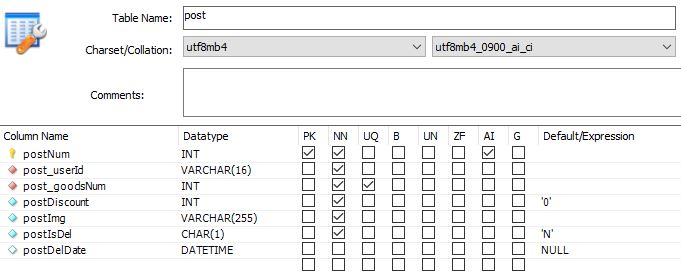 Table Name: post
Charset/Collation: utf8mb4 utf8mb4_0900_ai_ci
Comments:
Column Name Datatype PK NN UQ B UN ZF AI G Default/Expression
postNum INT
post_userId VARCHAR(16)
post_goodsNum INT
postDiscount INT '0'
postImg VARCHAR(255)
postIsDel CHAR(1) 'N'
postDelDate DATETIME NULL